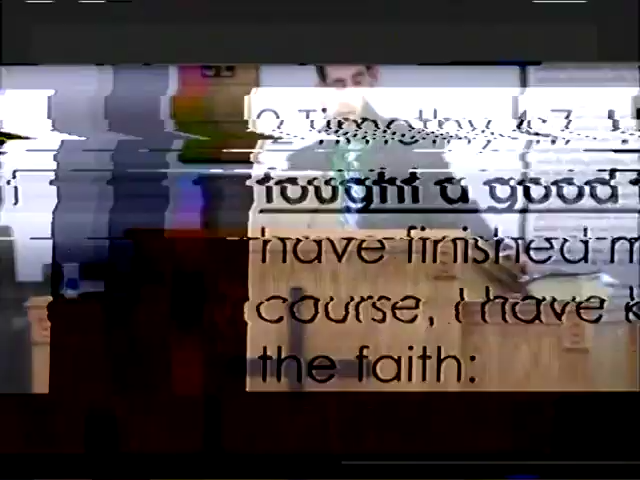 2 Timothy 4:7 I
fought a good
have finished m
course, I have k
the faith: